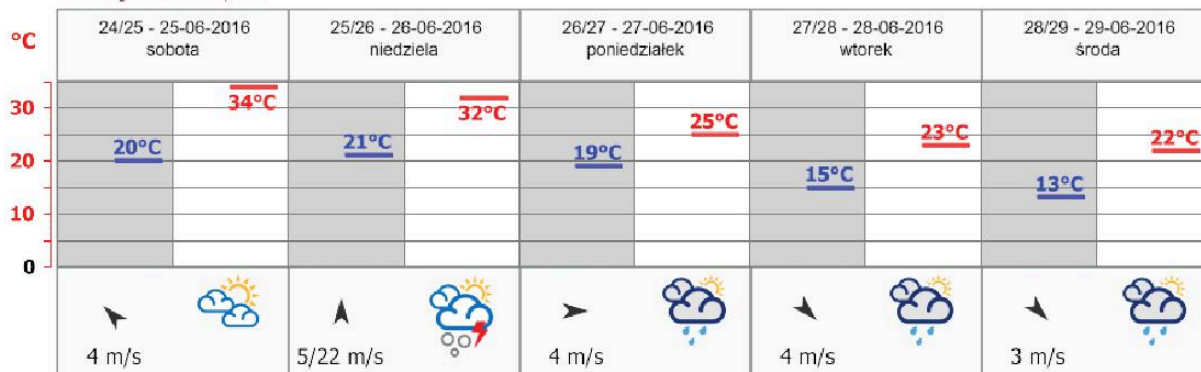 °C
24/25 - 25-06-2016
sobota
25/26 - 26-06-2016
niedziela
26/27 - 27-06-2016
poniedziałek
27/28 - 28-06-2016
wtorek
28/29 - 29-06-2016
środa
30
20
10
0
20°C
34°C
21°C
32°C
19°C
25°C
15°C
23°C
13°C
22°C
4 m/s
5/22 m/s
4 m/s
4 m/s
3 m/s